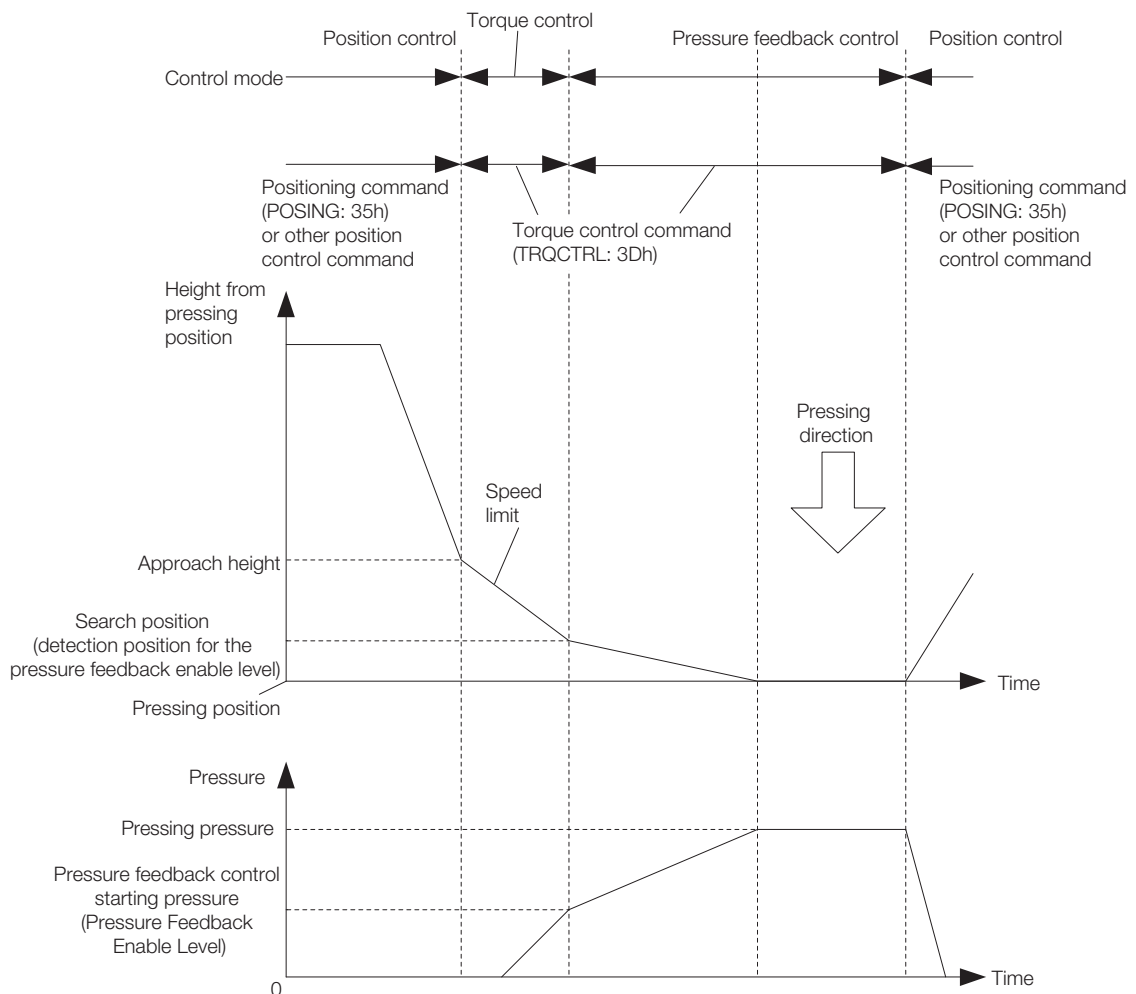 Torque control
Position control
Pressure feedback control
Position control
Control mode
Positioning command
(POSING: 35h)
or other position
control command
Torque control command
(TRQCTRL: 3Dh)
Positioning command
(POSING: 35h)
or other position
control command
Height from
pressing
position
Pressing
direction
Speed
limit
Approach height
Search position
(detection position for the
pressure feedback enable level)
Time
Pressing position
Pressure
Pressing pressure
Pressure feedback control
starting pressure
(Pressure Feedback
Enable Level)
0
Time